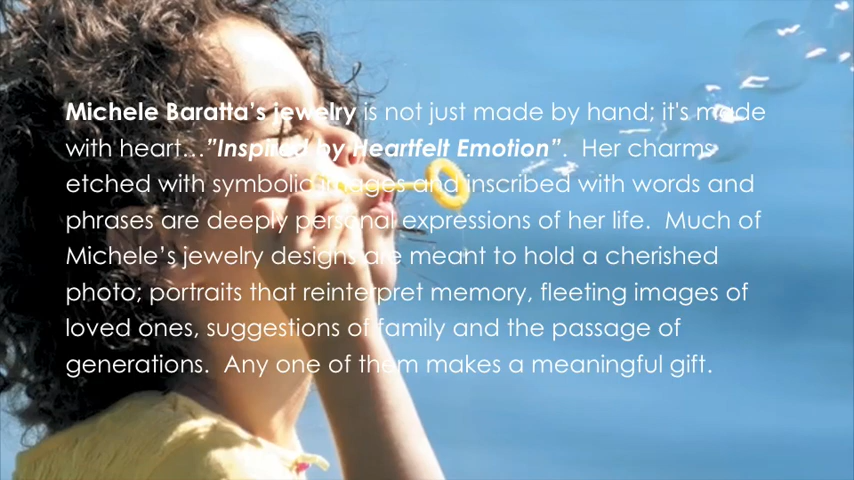 Michele Baratta’s jewelry is not just made by hand; it's made
with heart...”Inspired by Heartfelt Emotion”.  Her charms
etched with symbolic images and inscribed with words and
phrases are deeply personal expressions of her life.  Much of
Michele’s jewelry designs are meant to hold a cherished
photo; portraits that reinterpret memory, fleeting images of
loved ones, suggestions of family and the passage of
generations.  Any one of them makes a meaningful gift.